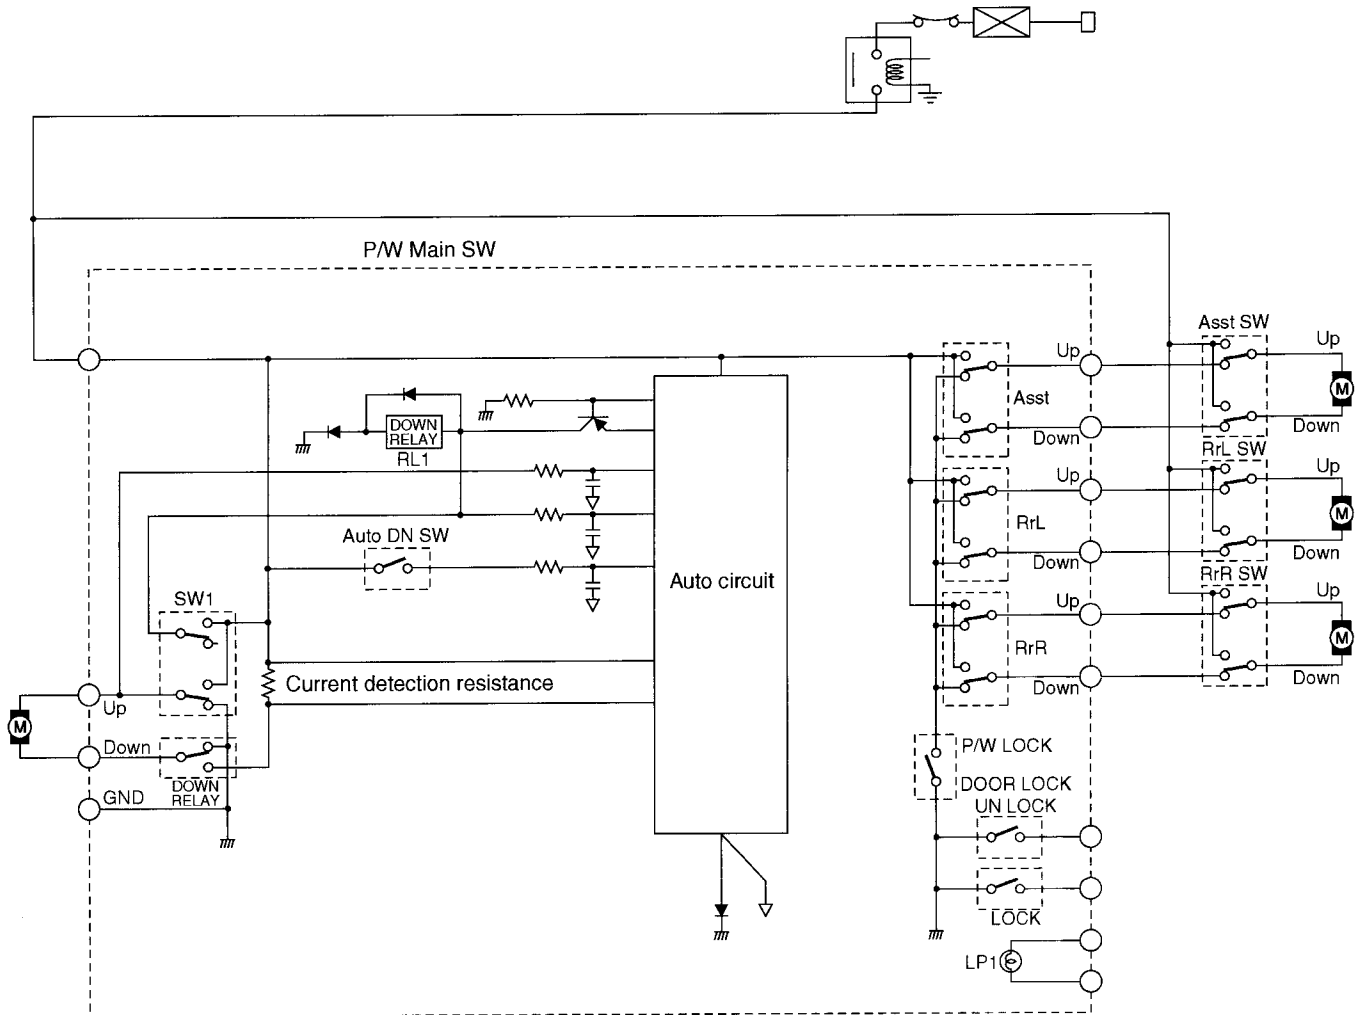 P/W Main SW
Asst SW
Up
Up
M
Asst
DOWN
RELAY
RL1
Down
Down
RrL SW
Up
Up
M
RrL
Auto DN SW
Down
Down
RrR SW
Auto circuit
Up
Up
SW1
M
RrR
Current detection resistance
Down
Down
Up
M
Down
P/W LOCK
DOWN
RELAY
DOOR LOCK
GND
UN LOCK
LOCK
LP1